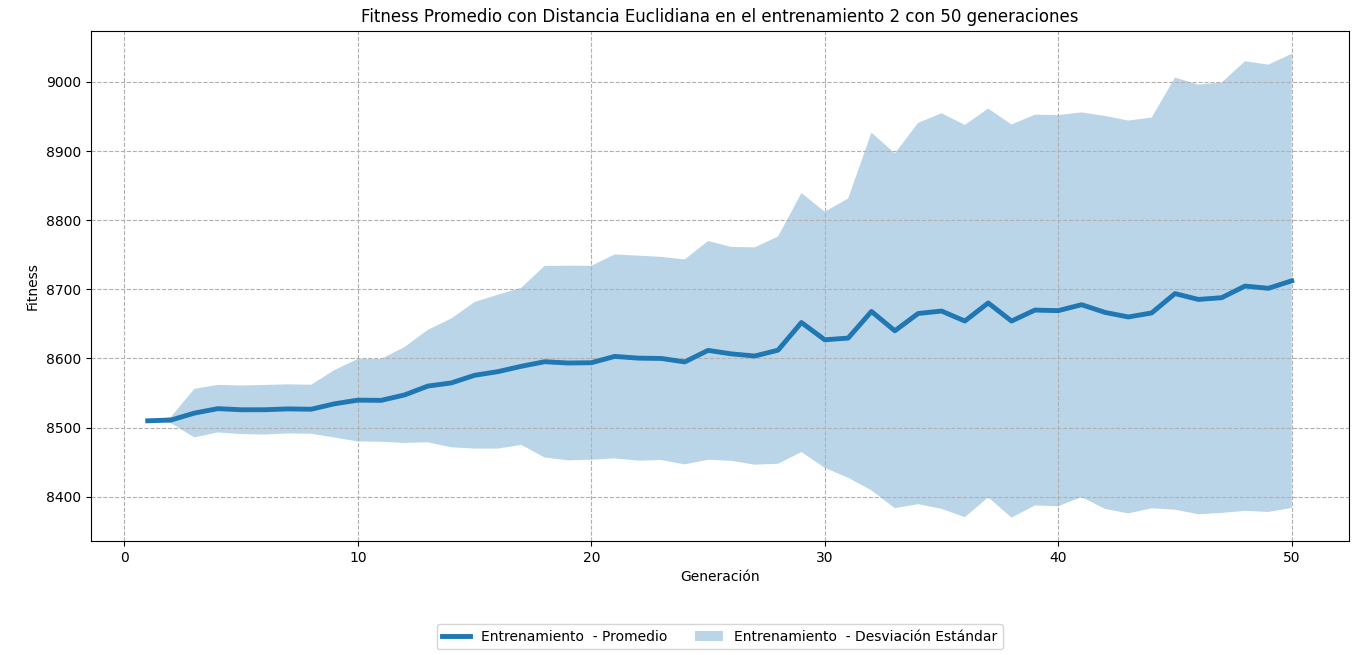 Fitness Promedio con Distancia Euclidiana en el entrenamiento 2 con 50 generaciones
9000
8900
8800
8700
8600
8500
8400
Fitness
0 10 20 30 40 50
Generación
Entrenamiento - Promedio Entrenamiento - Desviación Estándar